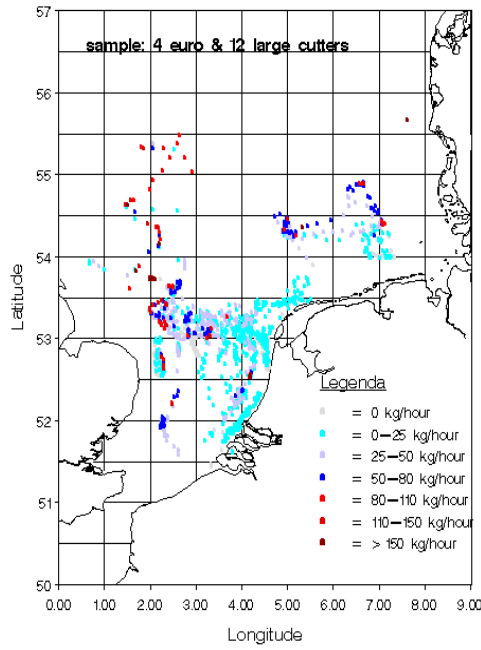 57
sample: 4 euro & 12 large cutters
56
55
54
Latitude
53
52
51
50
Legenda
= 0 kg/hour
= 0–25 kg/hour
= 25–50 kg/hour
= 50–80 kg/hour
= 80–110 kg/hour
= 110–150 kg/hour
= > 150 kg/hour
0.00 1.00 2.00 3.00 4.00 5.00 6.00 7.00 8.00 9.00
Longitude